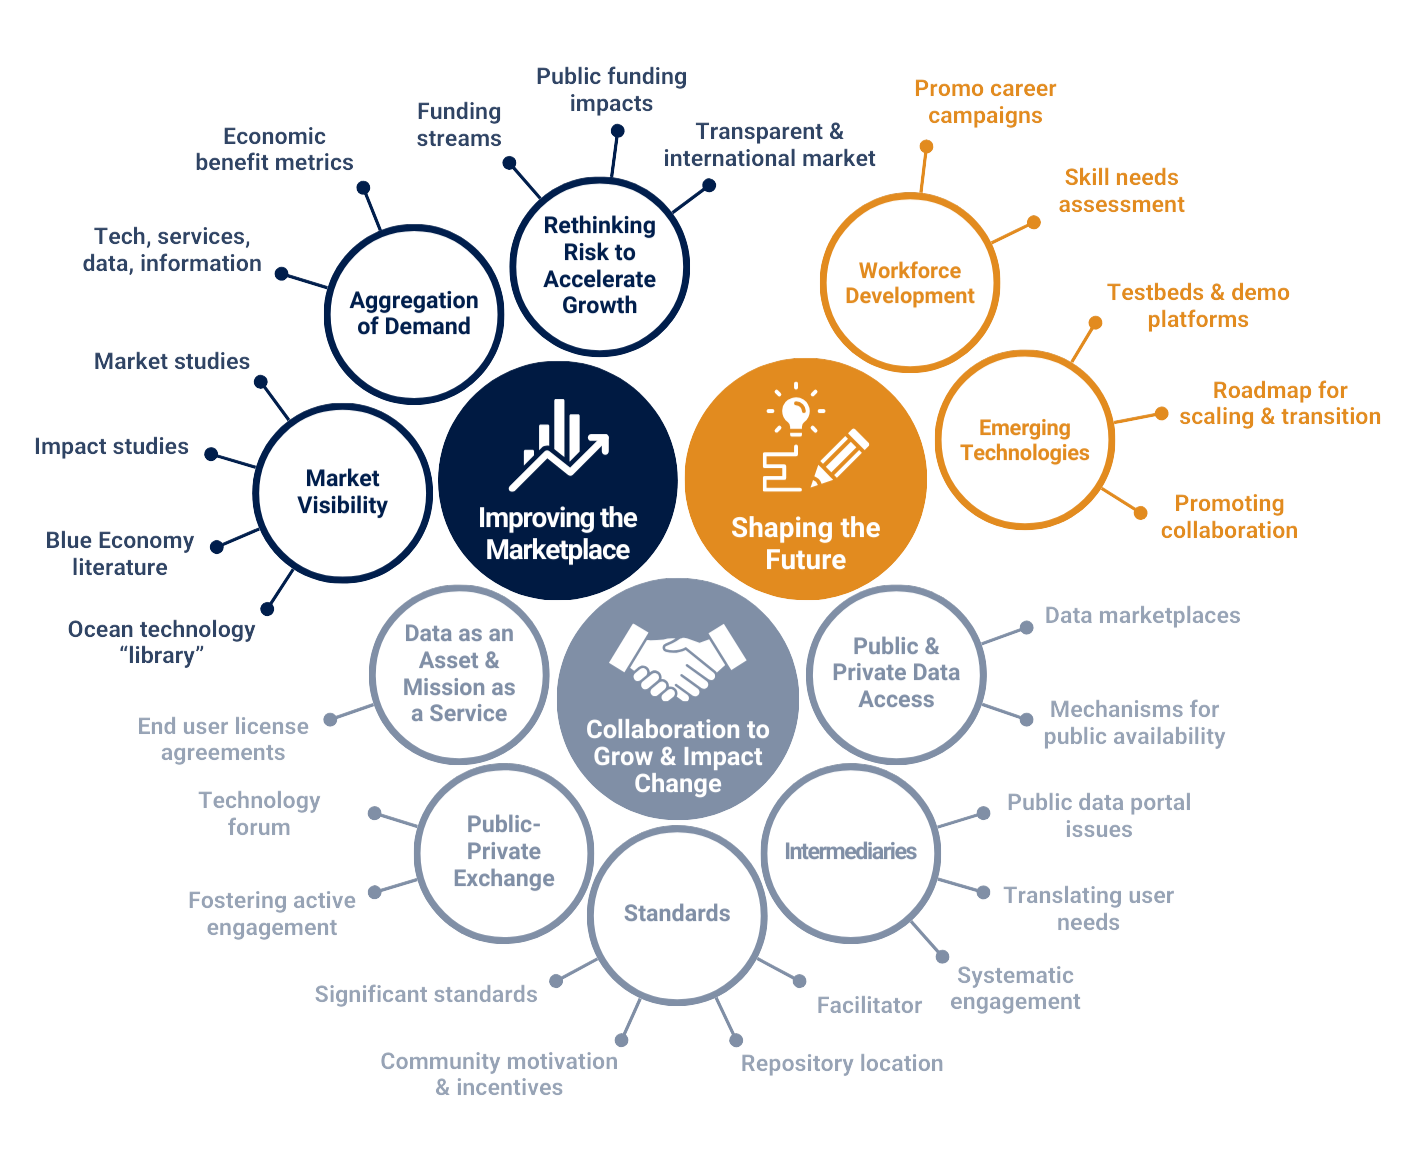 Public funding
impacts
Funding
streams
Transparent &
international market
Economic
benefit metrics
Tech, services,
data, information
Rethinking
Risk to
Accelerate
Growth
Aggregation
of Demand
Market studies
Impact studies
Blue Economy
literature
Ocean technology
“library”
Market
Visibility
Improving the
Marketplace
Promo career
campaigns
Skill needs
assessment
Workforce
Development
Testbeds & demo
platforms
Roadmap for
scaling & transition
Promoting
collaboration
Emerging
Technologies
Shaping the
Future
Data as an
Asset &
Mission as
a Service
End user license
agreements
Collaboration to
Grow & Impact
Change
Public &
Private Data
Access
Data marketplaces
Mechanisms for
public availability
Technology
forum
Fostering active
engagement
Public-
Private
Exchange
Standards
Significant standards
Community motivation
& incentives
Repository location
Facilitator
Intermediaries
Public data portal
issues
Translating user
needs
Systematic
engagement